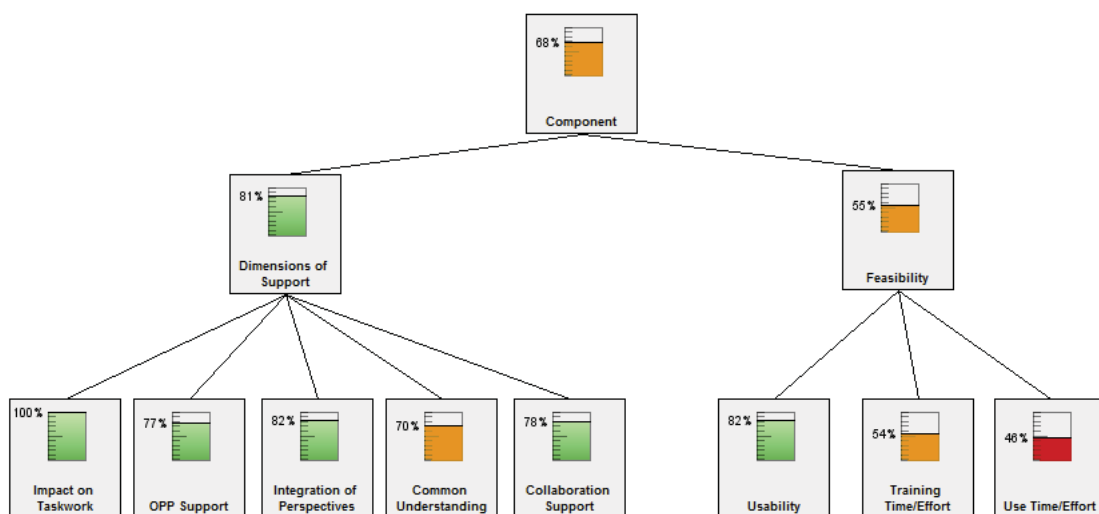 68%
Component
81%
Dimensions of
Support
55%
Feasibility
100%
Impact on
Taskwork
77%
OPP Support
82%
Integration of
Perspectives
70%
Common
Understanding
78%
Collaboration
Support
82%
Usability
54%
Training
Time/Effort
46%
Use Time/Effort